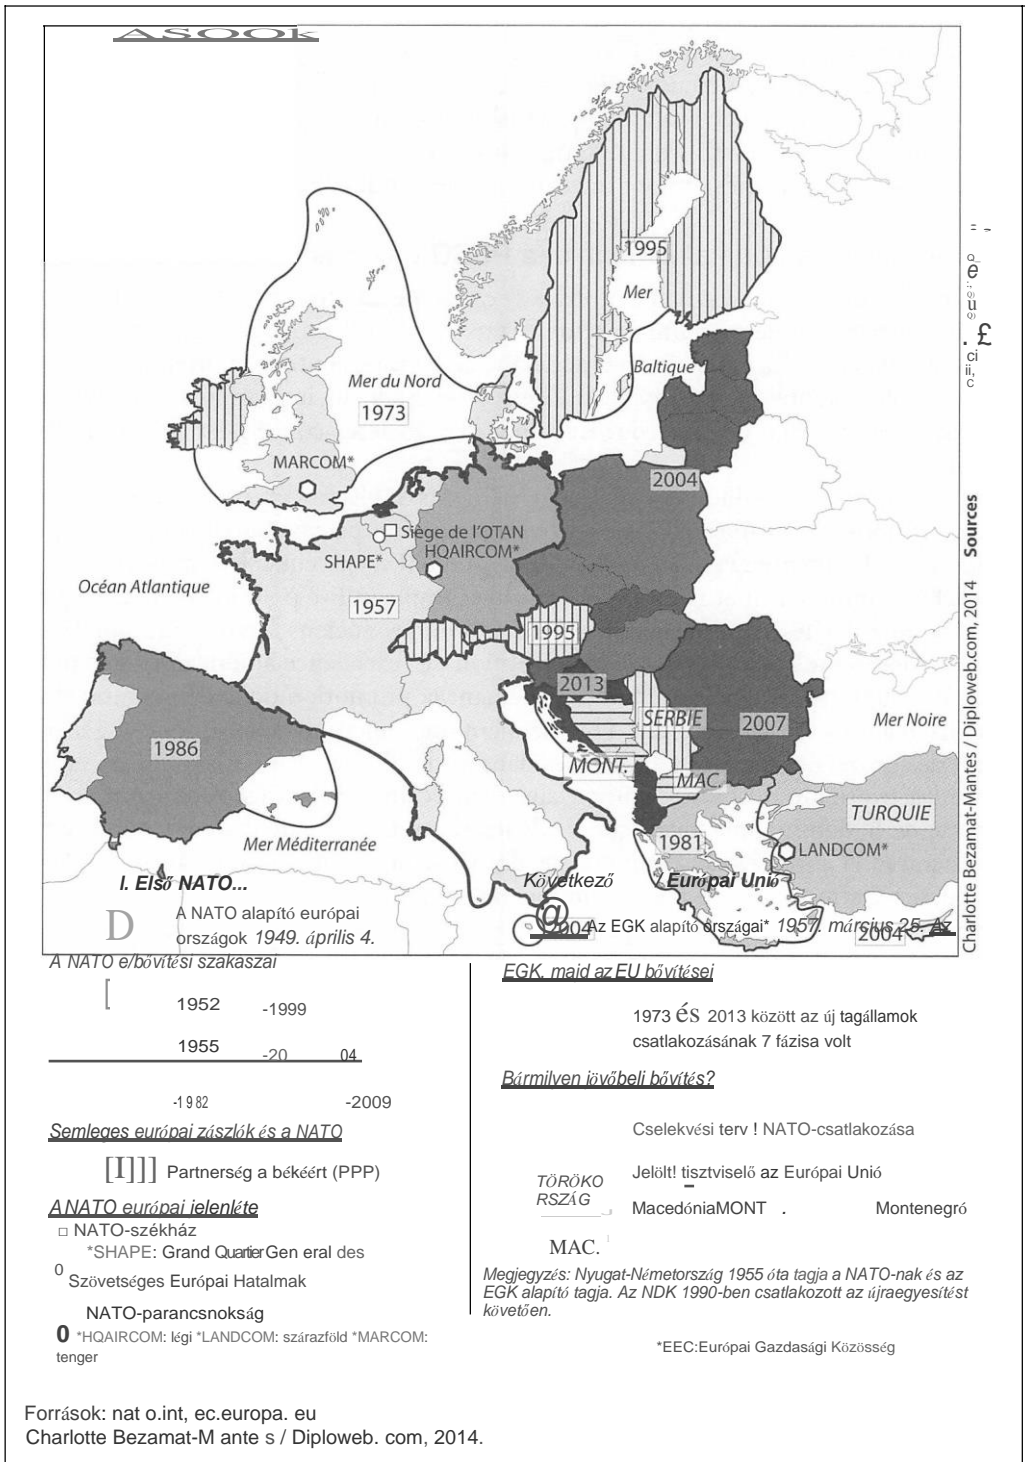 ASOOk
1995
Mer
Baltique
Mer du Nord
1973
MARCOM*
2004
Siège de l'OTAN
SHAPE*
HQAIRCOM*
Océan Atlantique
1957
1995
2013
SERBIE
2007
Mer Noire
1986
MONT.
MAC.
TURQUIE
Mer Méditerranée
1981
LANDCOM*
Charlotte Bezamat-Mantes / Diploweb.com, 2014 Sources
I. Első NATO...
Következő / Európai Unió
D A NATO alapító európai
országok 1949. április 4.
@
2004 Az EGK alapító országai* 1957. március 25. Az
2004
A NATO e/bővítési szakaszai
[ 1952 -1999
1955 -20 04
-1982 -2009
Semleges európai zászlók és a NATO
[I]]] Partnerség a békéért (PPP)
A NATO európai jelenléte
□ NATO-székház
*SHAPE: Grand Quartier Gen eral des
0 Szövetséges Európai Hatalmak
NATO-parancsnokság
0 *HQAIRCOM: légi *LANDCOM: szárazföld *MARCOM:
tenger
EGK, majd az EU bővítései
1973 és 2013 között az új tagállamok
csatlakozásának 7 fázisa volt
Bármilyen jövőbeli bővítés?
Cselekvési terv ! NATO-csatlakozása
TÖRÖKO
RSZÁG
Jelölt! tisztviselő az Európai Unió
MacedóniaMONT . Montenegró
MAC.
Megjegyzés: Nyugat-Németország 1955 óta tagja a NATO-nak és az
EGK alapító tagja. Az NDK 1990-ben csatlakozott az újraegyesítést
követően.
*EEC:Európai Gazdasági Közösség
Források: nat o.int, ec.europa. eu
Charlotte Bezamat-M ante s / Diploweb. com, 2014.